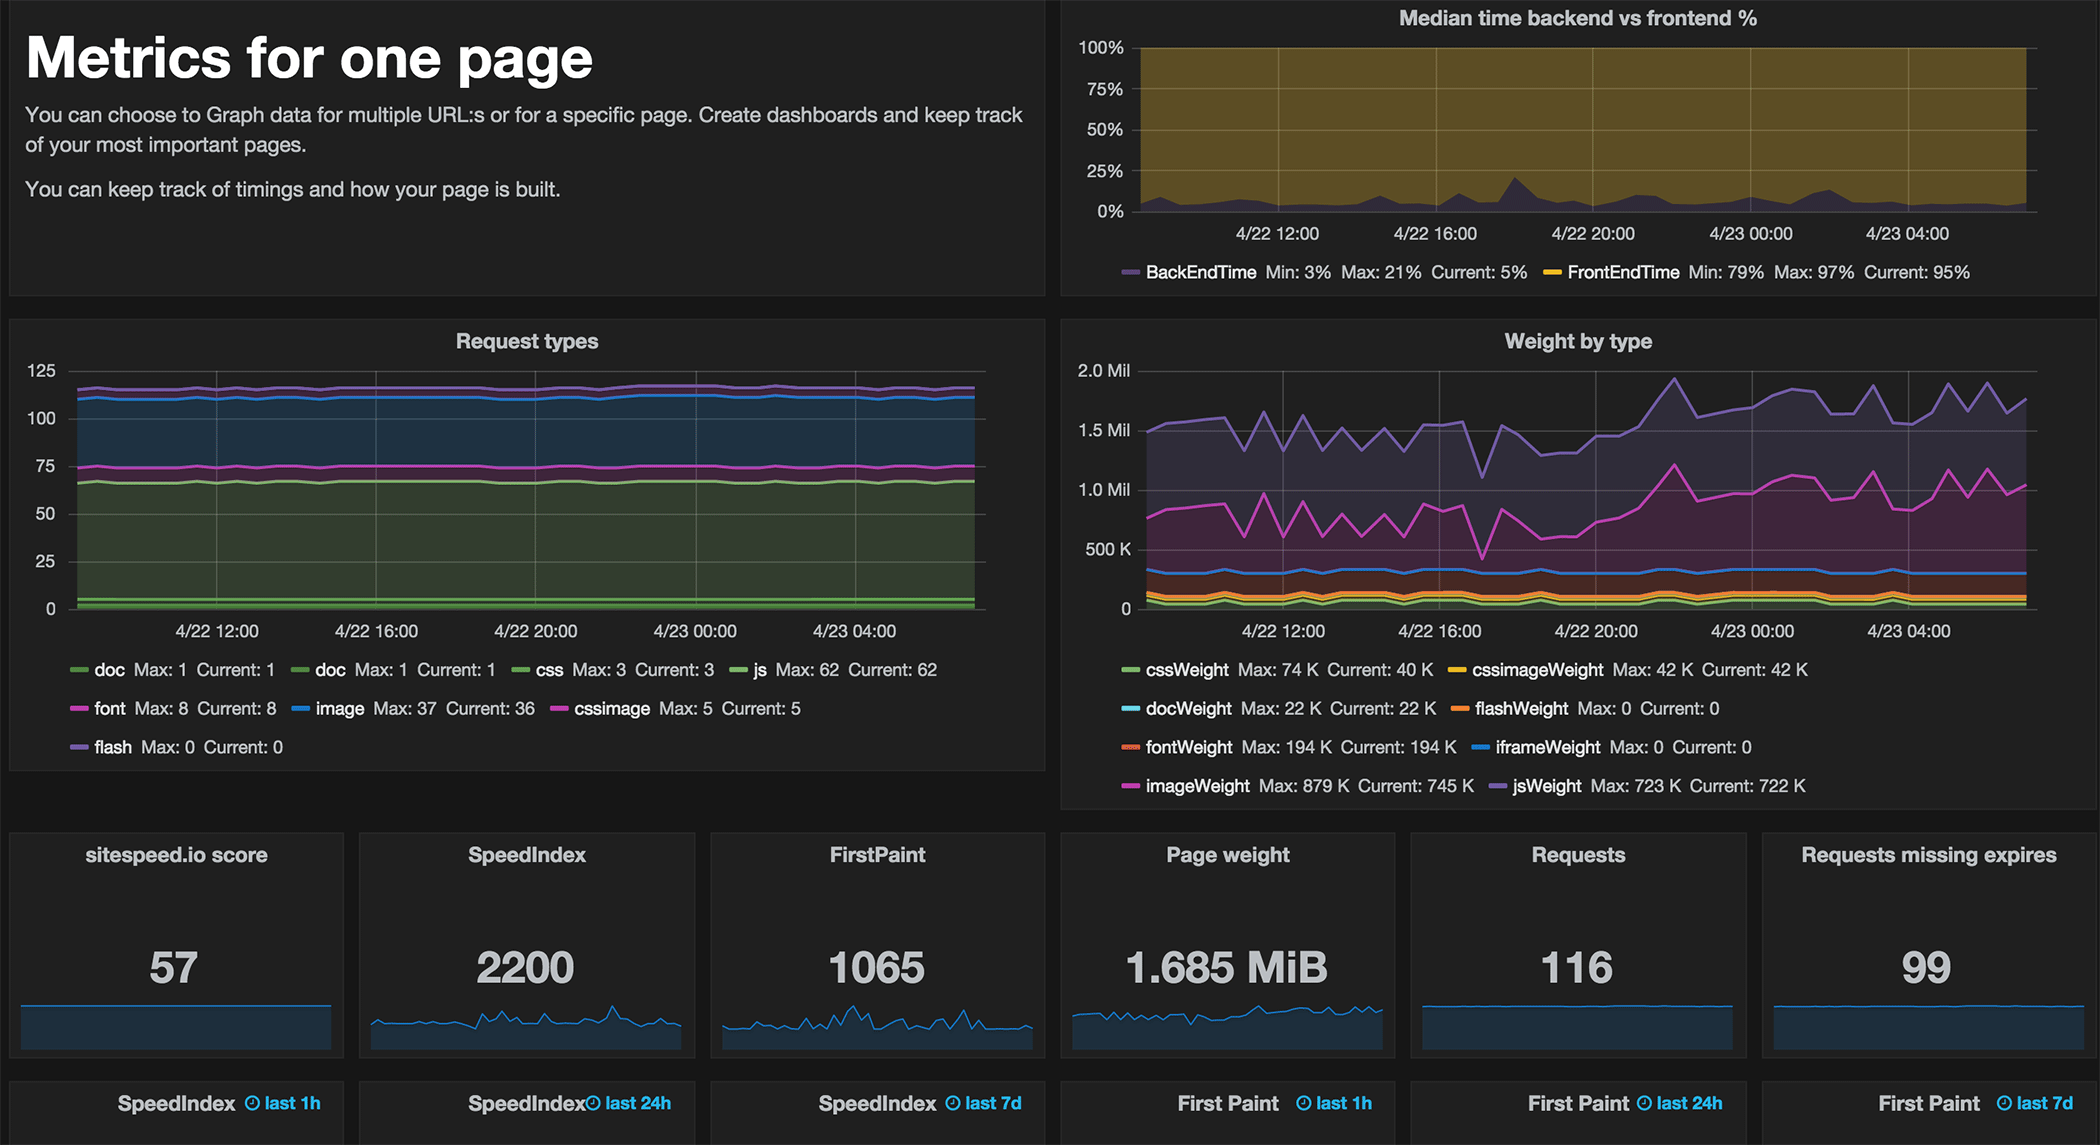 Metrics for one page
You can choose to Graph data for multiple URL:s or for a specific page. Create dashboards and keep track
of your most important pages.
You can keep track of timings and how your page is built.
Median time backend vs frontend %
100%
75%
50%
25%
0%
4/22 12:00 4/22 16:00 4/22 20:00 4/23 00:00 4/23 04:00
BackEndTime Min: 3% Max: 21% Current: 5% FrontEndTime Min: 79% Max: 97% Current: 95%
Request types
125
100
75
50
25
0
4/22 12:00 4/22 16:00 4/22 20:00 4/23 00:00 4/23 04:00
doc Max: 1 Current: 1 doc Max: 1 Current: 1 css Max: 3 Current: 3 js Max: 62 Current: 62
font Max: 8 Current: 8 image Max: 37 Current: 36 cssimage Max: 5 Current: 5
flash Max: 0 Current: 0
Weight by type
2.0 Mil
1.5 Mil
1.0 Mil
500 K
0
4/22 12:00 4/22 16:00 4/22 20:00 4/23 00:00 4/23 04:00
cssWeight Max: 74 K Current: 40 K cssimageWeight Max: 42 K Current: 42 K
docWeight Max: 22 K Current: 22 K flashWeight Max: 0 Current: 0
fontWeight Max: 194 K Current: 194 K iframeWeight Max: 0 Current: 0
imageWeight Max: 879 K Current: 745 K jsWeight Max: 723 K Current: 722 K
sitespeed.io score
57
SpeedIndex
2200
FirstPaint
1065
Page weight
1.685 MiB
Requests
116
Requests missing expires
99
SpeedIndex last 1h
SpeedIndex last 24h
SpeedIndex last 7d
First Paint last 1h
First Paint last 24h
First Paint last 7d